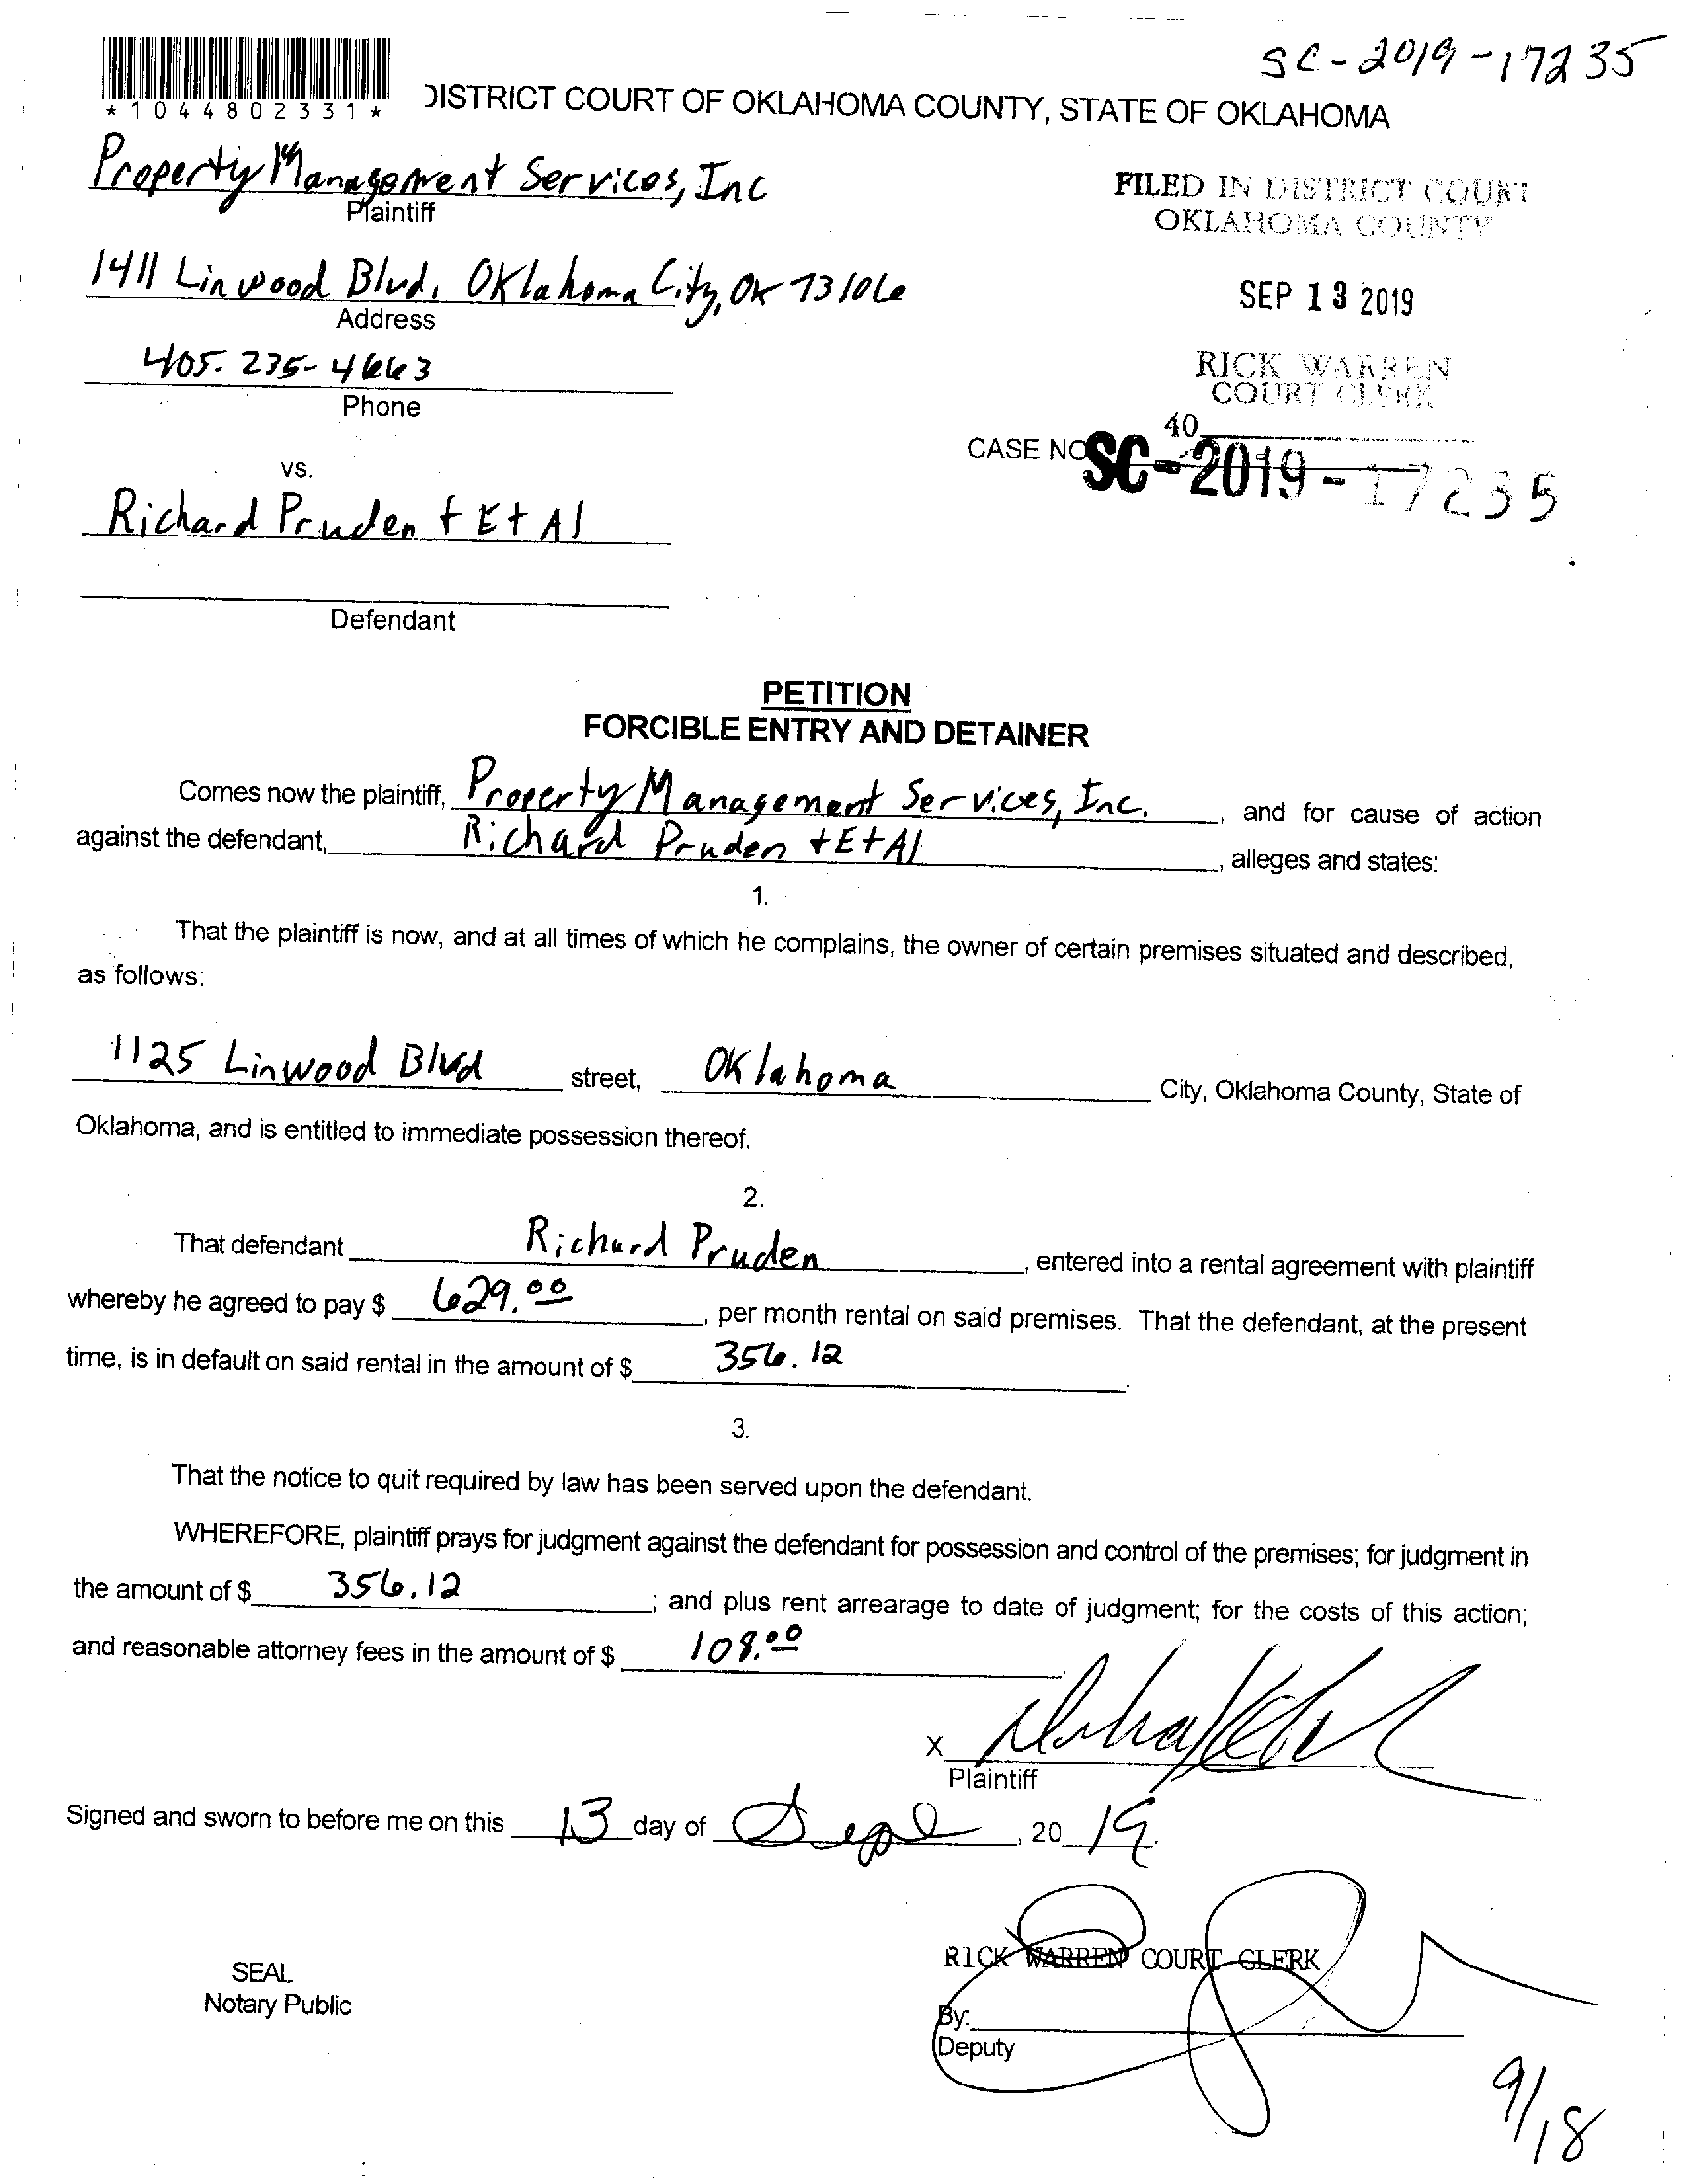 SC-2019-17235
*1044802331*
DISTRICT COURT OF OKLAHOMA COUNTY, STATE OF OKLAHOMA
Property Management Services, Inc
Plaintiff
FILED IN DISTRICT COURT
OKLAHOMA COUNTY
1411 Linwood Blvd, Oklahoma City, OK 73106
Address
SEP 13 2019
405-235-4663
Phone
RICK WARREN
COURT CLERK
40
CASE NO SC-2019-17235
vs.
Richard Pruden + Et Al
Defendant
PETITION
FORCIBLE ENTRY AND DETAINER
Comes now the plaintiff, Property Management Services, Inc. , and for cause of action
against the defendant, Richard Pruden + Et Al , alleges and states:
1.
That the plaintiff is now, and at all times of which he complains, the owner of certain premises situated and described,
as follows:
1125 Linwood Blvd street, Oklahoma City, Oklahoma County, State of
Oklahoma, and is entitled to immediate possession thereof.
2.
That defendant Richard Pruden , entered into a rental agreement with plaintiff
whereby he agreed to pay $ 629.00 , per month rental on said premises. That the defendant, at the present
time, is in default on said rental in the amount of $ 356.12 .
3.
That the notice to quit required by law has been served upon the defendant.
WHEREFORE, plaintiff prays for judgment against the defendant for possession and control of the premises; for judgment in
the amount of $ 356.12 ; and plus rent arrearage to date of judgment; for the costs of this action;
and reasonable attorney fees in the amount of $ 108.00
X
Plaintiff
Signed and sworn to before me on this 13 day of Sept , 20 19.
RICK WARREN COURT CLERK
SEAL
Notary Public
By:
Deputy
9/18